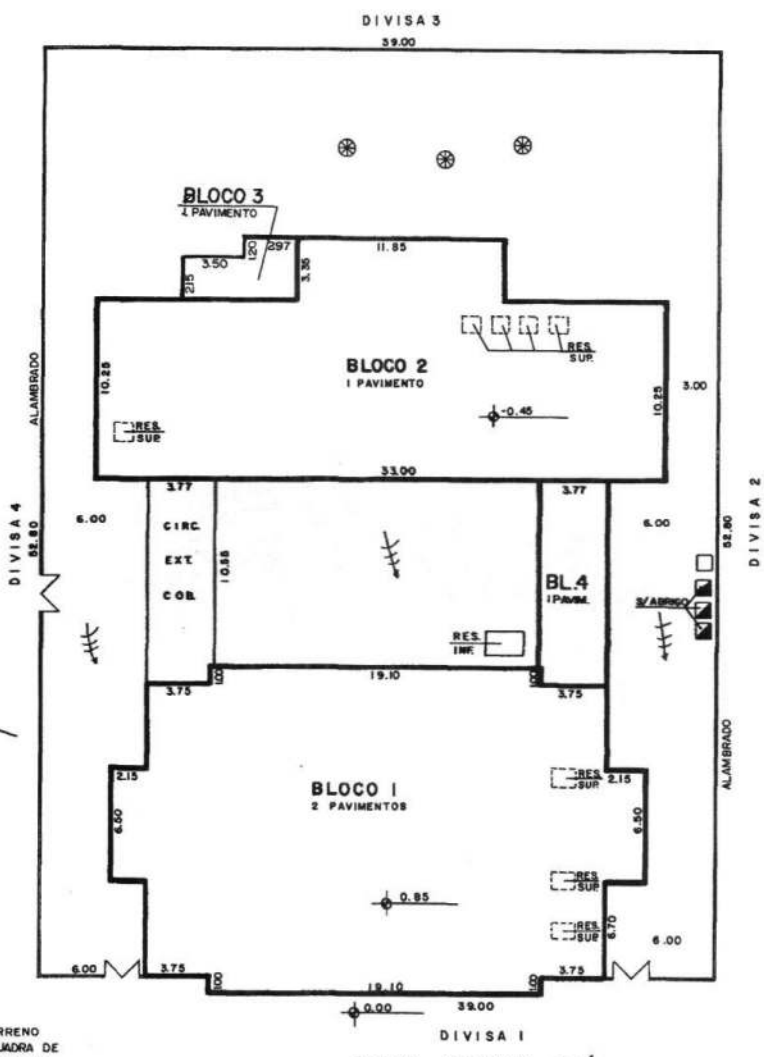 DIVISA 3
39.00
BLOCO 3
1 PAVIMENTO
1.20
2.97
11.85
3.50
3.35
2.15
RES.
SUP.
BLOCO 2
1 PAVIMENTO
10.25
10.25
3.00
-0.45
RES.
SUP.
ALAMBRADO
33.00
3.77
3.77
DIVISA 4
52.80
6.00
CIRC.
EXT.
COB.
10.55
BL.4
1 PAVIM.
6.00
52.80
DIVISA 2
S/ABRIGO
RES.
INF.
1.00
19.10
1.00
3.75
3.75
ALAMBRADO
2.15
BLOCO 1
2 PAVIMENTOS
RES.
SUP.
2.15
6.50
6.50
RES.
SUP.
0.85
RES.
SUP.
6.70
6.00
6.00
3.75
1.00
19.10
1.00
3.75
0.00
39.00
DIVISA 1
RRENO
UADRA DE